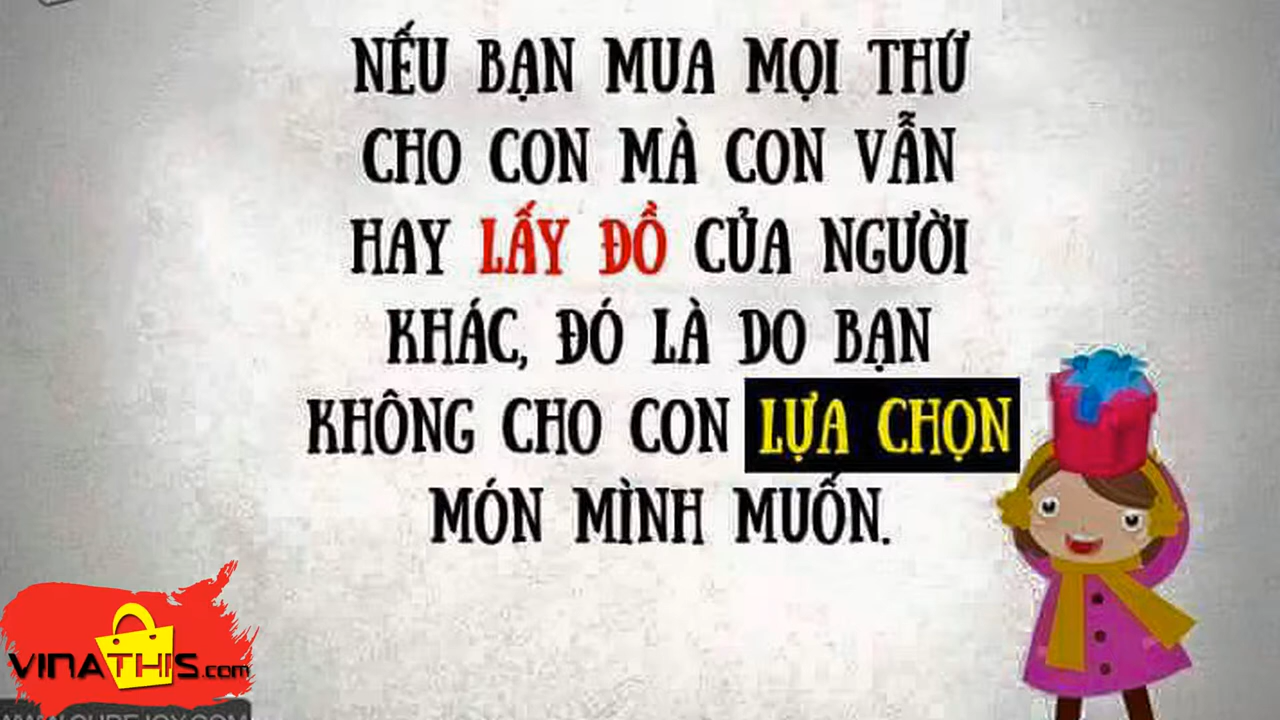 NẾU BẠN MUA MỌI THỨ
CHO CON MÀ CON VẪN
HAY LẤY ĐỒ CỦA NGƯỜI
KHÁC, ĐÓ LÀ DO BẠN
KHÔNG CHO CON LỰA CHỌN
MÓN MÌNH MUỐN.
VINATHIS.com